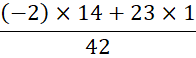 (−2) × 14 + 23 × 1
42